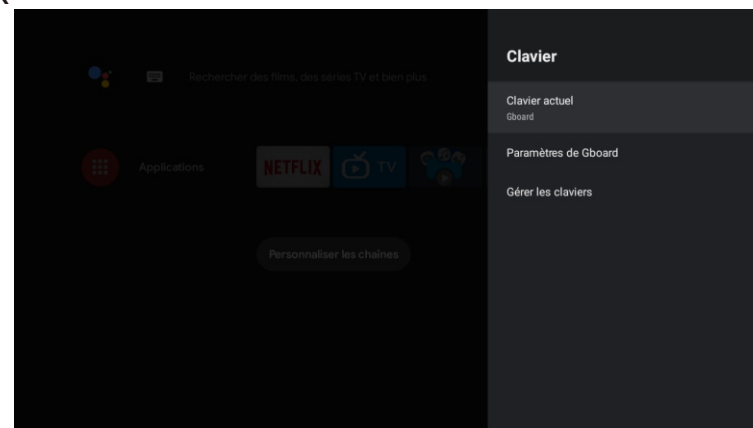 Rechercher des films, des séries TV et bien plus
Applications
NETFLIX
TV
Personnaliser les chaînes
Clavier
Clavier actuel
Gboard
Paramètres de Gboard
Gérer les claviers